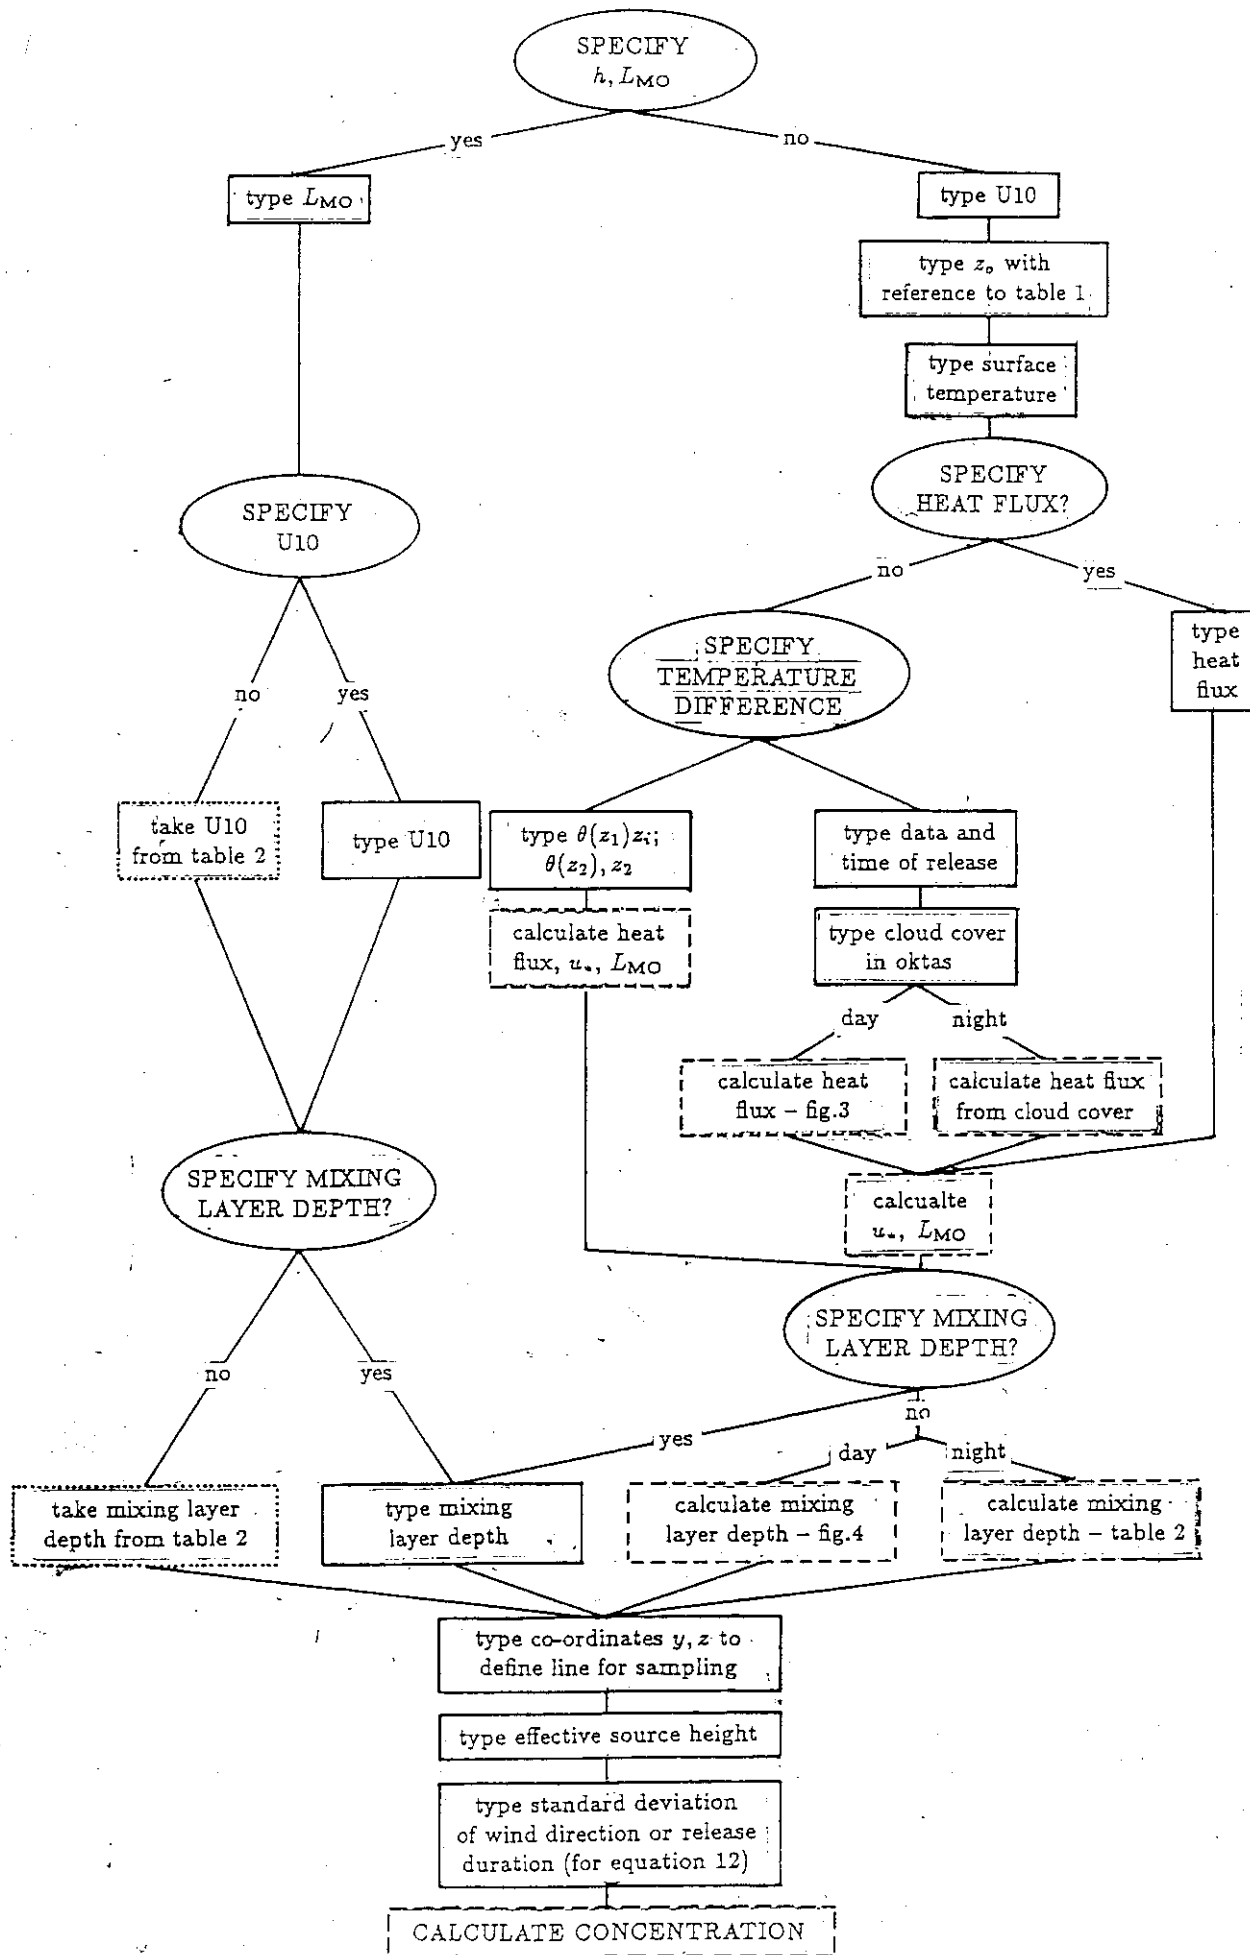 SPECIFY
h, L_MO
yes
no
type L_MO
type U10
type z_o with
reference to table 1
type surface
temperature
SPECIFY
HEAT FLUX?
SPECIFY
U10
no
yes
type
heat
flux
SPECIFY
TEMPERATURE
DIFFERENCE
no
yes
take U10
from table 2
type U10
type θ(z₁)z_i;
θ(z₂), z₂
type data and
time of release
calculate heat
flux, u_*, L_MO
type cloud cover
in oktas
day
night
calculate heat
flux – fig.3
calculate heat flux
from cloud cover
SPECIFY MIXING
LAYER DEPTH?
calcualte
u_*, L_MO
SPECIFY MIXING
LAYER DEPTH?
no
yes
no
yes
day
night
take mixing layer
depth from table 2
type mixing
layer depth
calculate mixing
layer depth – fig.4
calculate mixing
layer depth – table 2
type co-ordinates y, z to
define line for sampling
type effective source height
type standard deviation
of wind direction or release
duration (for equation 12)
CALCULATE CONCENTRATION